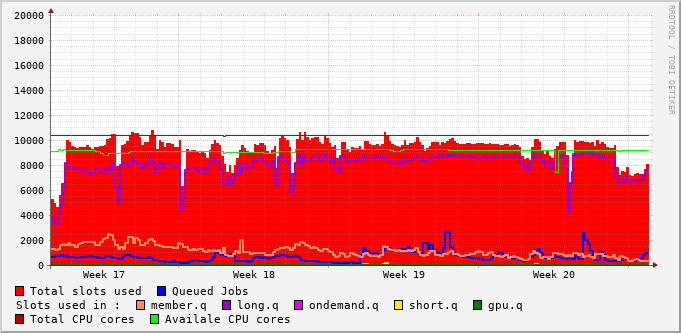 20000
18000
16000
14000
12000
10000
8000
6000
4000
2000
0
Week 17 Week 18 Week 19 Week 20
Total slots used Queued Jobs
Slots used in : member.q long.q ondemand.q short.q gpu.q
Total CPU cores Availale CPU cores
RRDTOOL / TOBI OETIKER